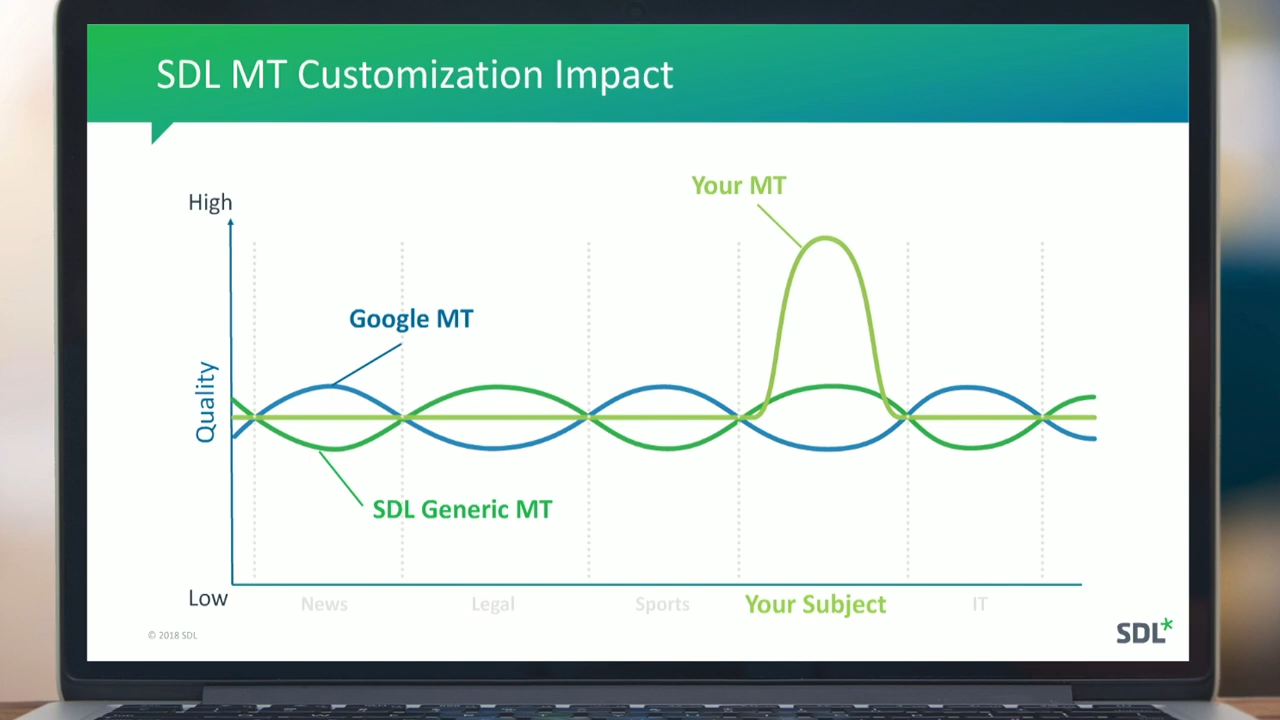 SDL MT Customization Impact
Your MT
High
Google MT
Quality
SDL Generic MT
Low
News
Legal
Sports
Your Subject
IT
© 2018 SDL
SDL*